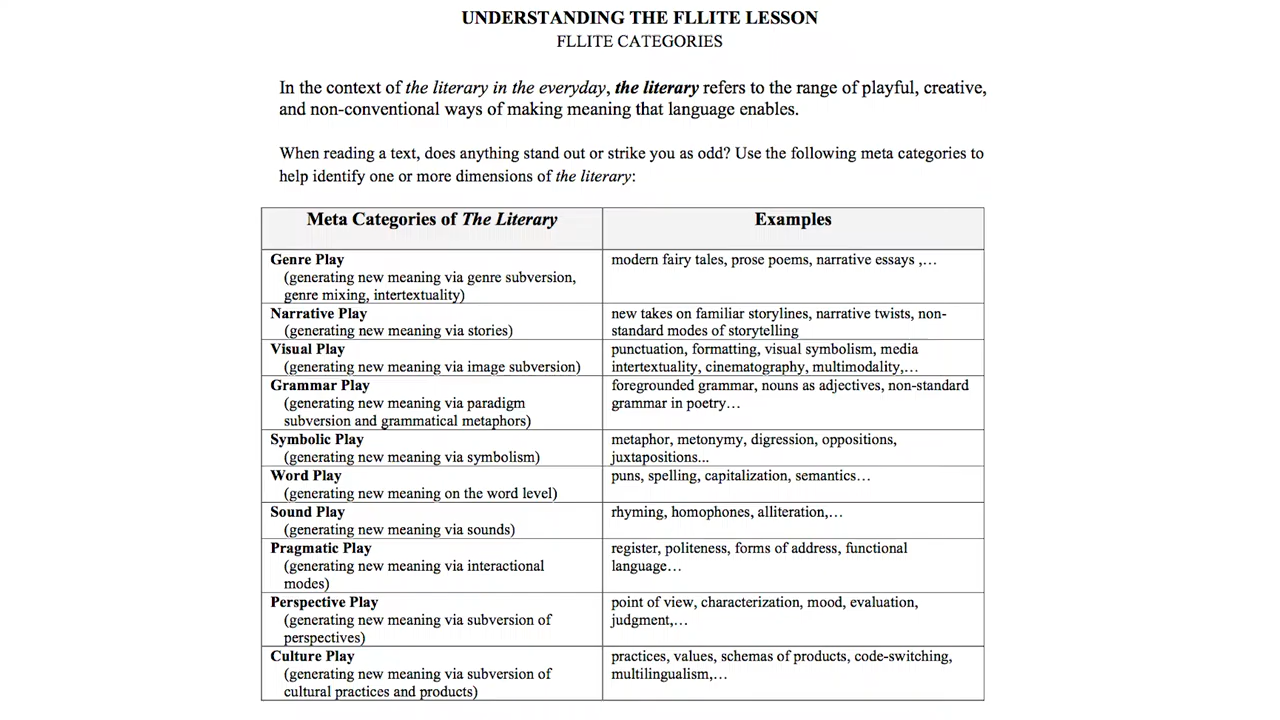 UNDERSTANDING THE FLLITE LESSON
FLLITE CATEGORIES
In the context of the literary in the everyday, the literary refers to the range of playful, creative,
and non-conventional ways of making meaning that language enables.
When reading a text, does anything stand out or strike you as odd? Use the following meta categories to
help identify one or more dimensions of the literary:
Meta Categories of The Literary
Examples
Genre Play
(generating new meaning via genre subversion,
genre mixing, intertextuality)
modern fairy tales, prose poems, narrative essays ,…
Narrative Play
(generating new meaning via stories)
new takes on familiar storylines, narrative twists, non-
standard modes of storytelling
Visual Play
(generating new meaning via image subversion)
punctuation, formatting, visual symbolism, media
intertextuality, cinematography, multimodality,…
Grammar Play
(generating new meaning via paradigm
subversion and grammatical metaphors)
foregrounded grammar, nouns as adjectives, non-standard
grammar in poetry…
Symbolic Play
(generating new meaning via symbolism)
metaphor, metonymy, digression, oppositions,
juxtapositions...
Word Play
(generating new meaning on the word level)
puns, spelling, capitalization, semantics…
Sound Play
(generating new meaning via sounds)
rhyming, homophones, alliteration,…
Pragmatic Play
(generating new meaning via interactional
modes)
register, politeness, forms of address, functional
language…
Perspective Play
(generating new meaning via subversion of
perspectives)
point of view, characterization, mood, evaluation,
judgment,…
Culture Play
(generating new meaning via subversion of
cultural practices and products)
practices, values, schemas of products, code-switching,
multilingualism,…